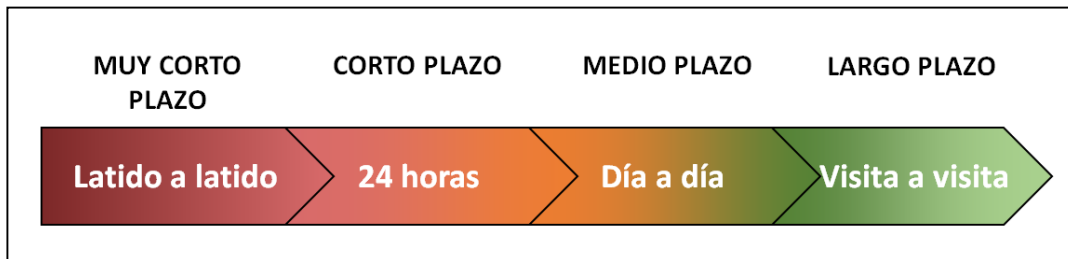 MUY CORTO
PLAZO
CORTO PLAZO
MEDIO PLAZO
LARGO PLAZO
Latido a latido
24 horas
Día a día
Visita a visita